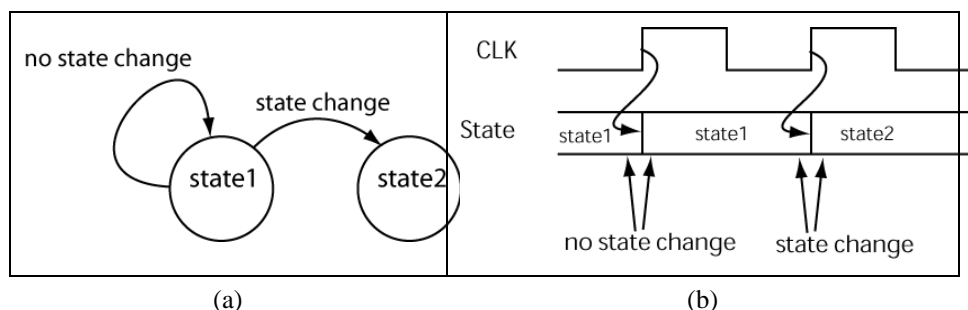 no state change
state change
state1
state2
(a)
CLK
State
state1
state1
state2
no state change
state change
(b)